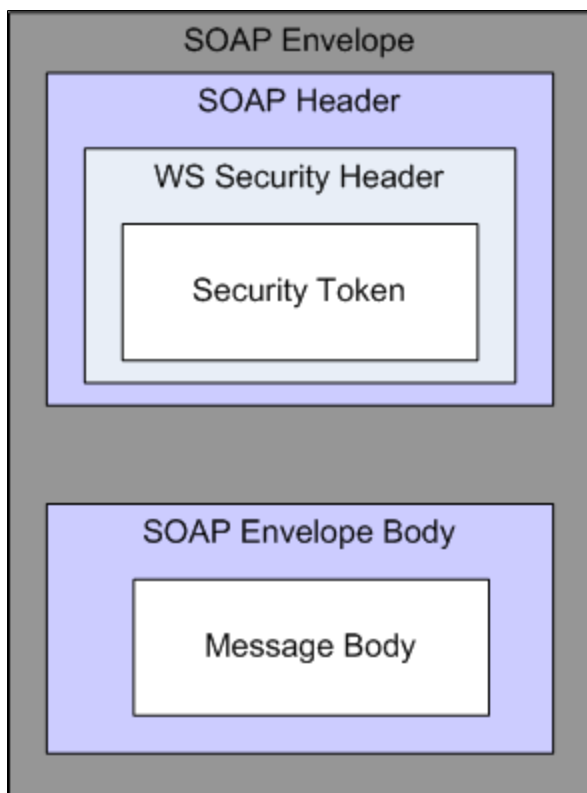 SOAP Envelope
SOAP Header
WS Security Header
Security Token
SOAP Envelope Body
Message Body